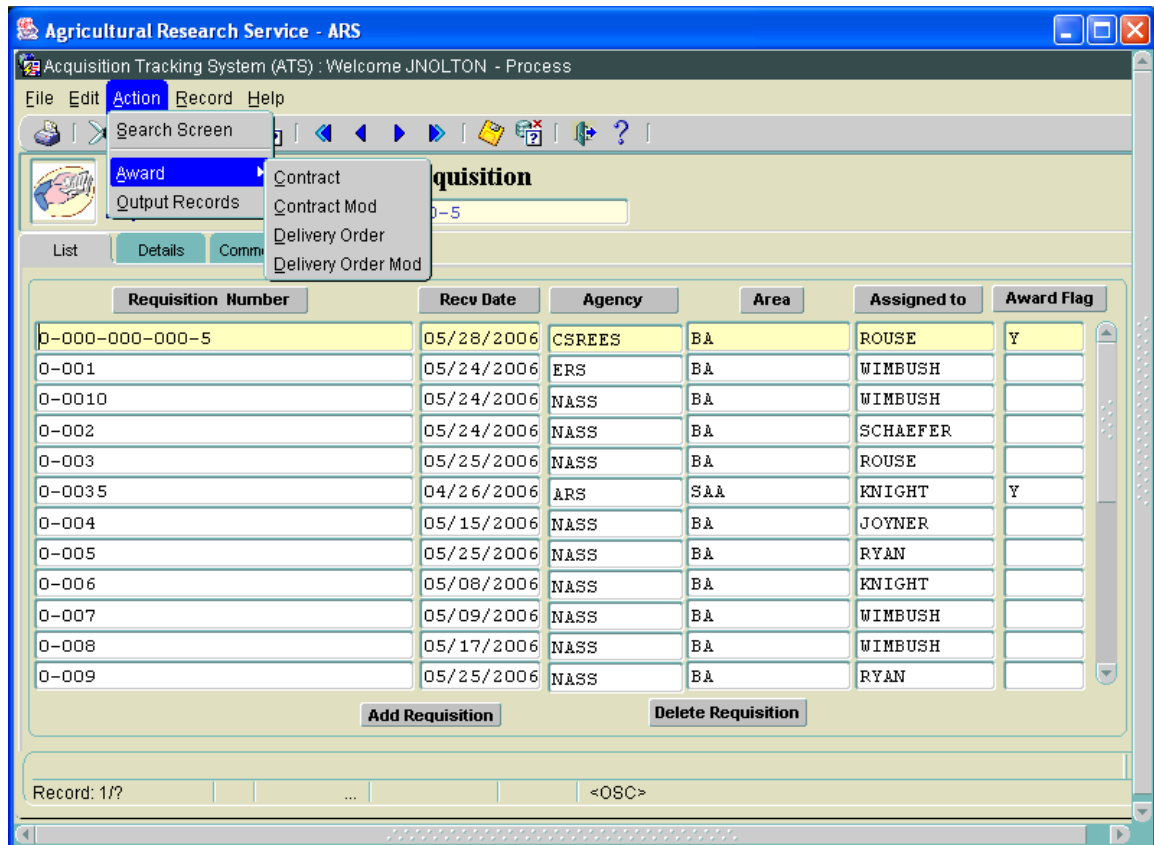 Agricultural Research Service - ARS
Acquisition Tracking System (ATS) : Welcome JNOLTON - Process
File Edit Action Record Help
Search Screen
Award
Output Records
Contract
Contract Mod
Delivery Order
Delivery Order Mod
quisition
0-5
List Details Comm
Requisition Number Recv Date Agency Area Assigned to Award Flag
0-000-000-000-5 05/28/2006 CSREES BA ROUSE Y
0-001 05/24/2006 ERS BA WIMBUSH
0-0010 05/24/2006 NASS BA WIMBUSH
0-002 05/24/2006 NASS BA SCHAEFER
0-003 05/25/2006 NASS BA ROUSE
0-0035 04/26/2006 ARS SAA KNIGHT Y
0-004 05/15/2006 NASS BA JOYNER
0-005 05/25/2006 NASS BA RYAN
0-006 05/08/2006 NASS BA KNIGHT
0-007 05/09/2006 NASS BA WIMBUSH
0-008 05/17/2006 NASS BA WIMBUSH
0-009 05/25/2006 NASS BA RYAN
Add Requisition Delete Requisition
Record: 1/? ... <OSC>